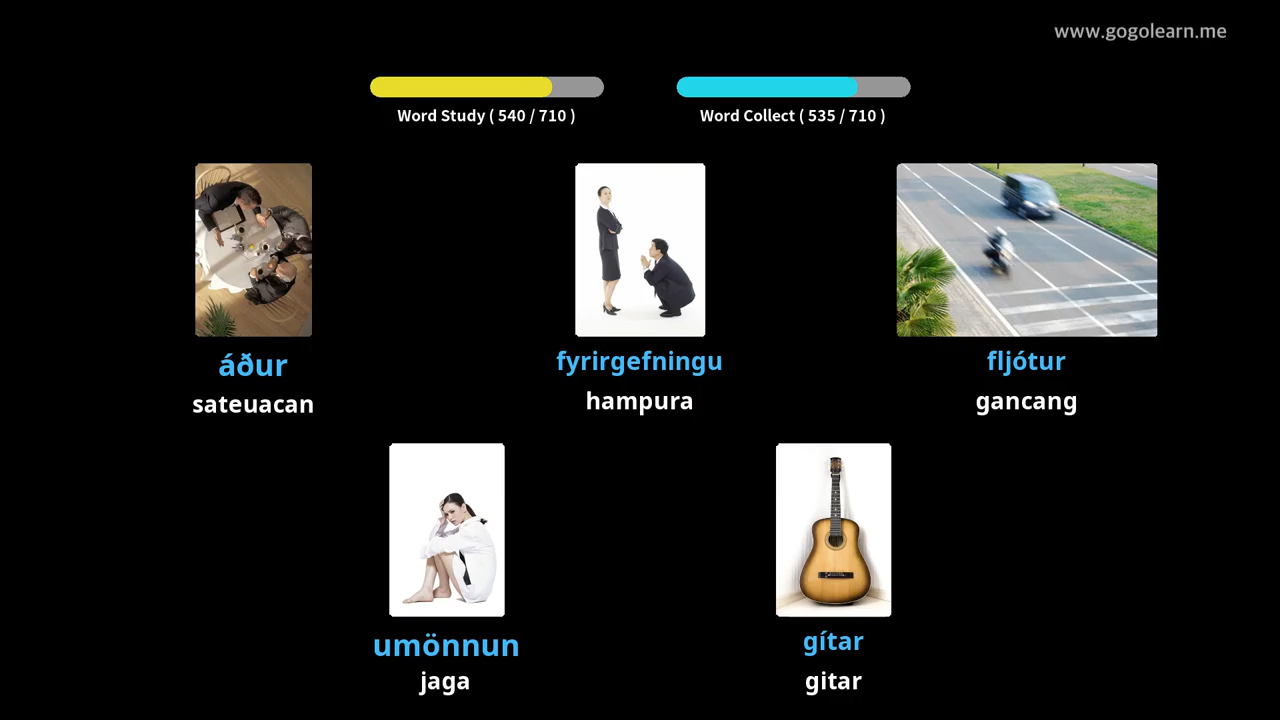 www.gogolearn.me
Word Study ( 540 / 710 )
Word Collect ( 535 / 710 )
áður
sateuacan
fyrirgefningu
hampura
fljótur
gancang
umönnun
jaga
gítar
gitar